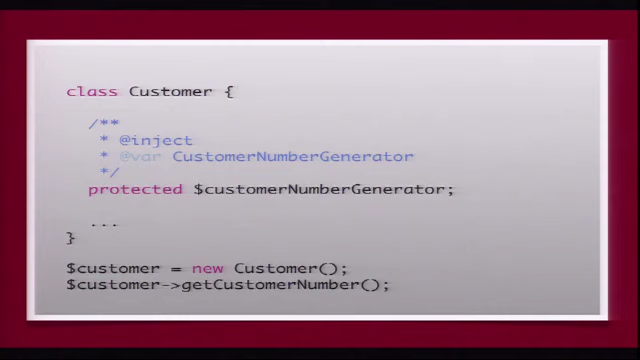 class Customer {
/**
* @inject
* @var CustomerNumberGenerator
*/
protected $customerNumberGenerator;
...
}
$customer = new Customer();
$customer->getCustomerNumber();